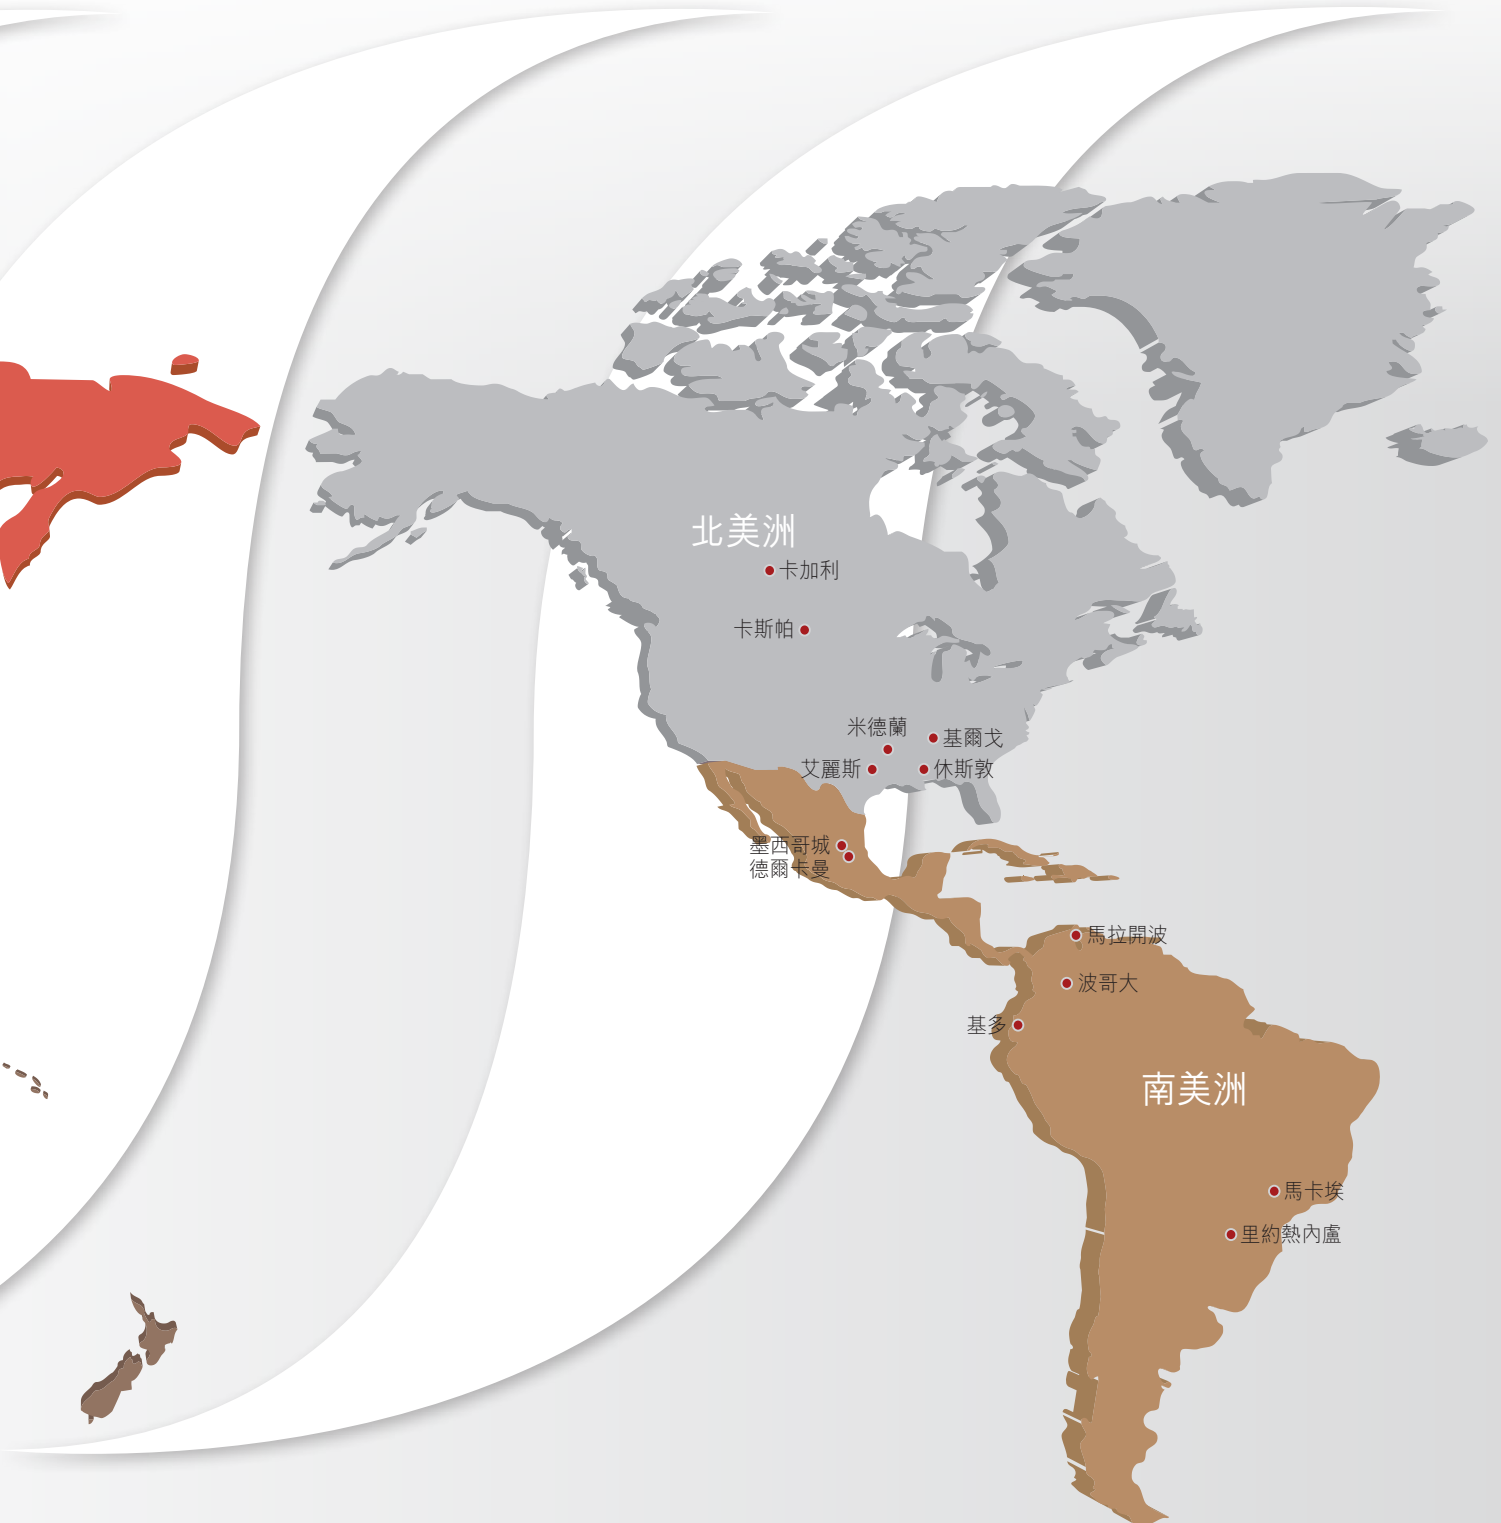 北美洲
卡加利
卡斯帕
米德蘭
基爾戈
艾麗斯
休斯敦
墨西哥城
德爾卡曼
馬拉開波
波哥大
基多
南美洲
馬卡埃
里約熱內盧